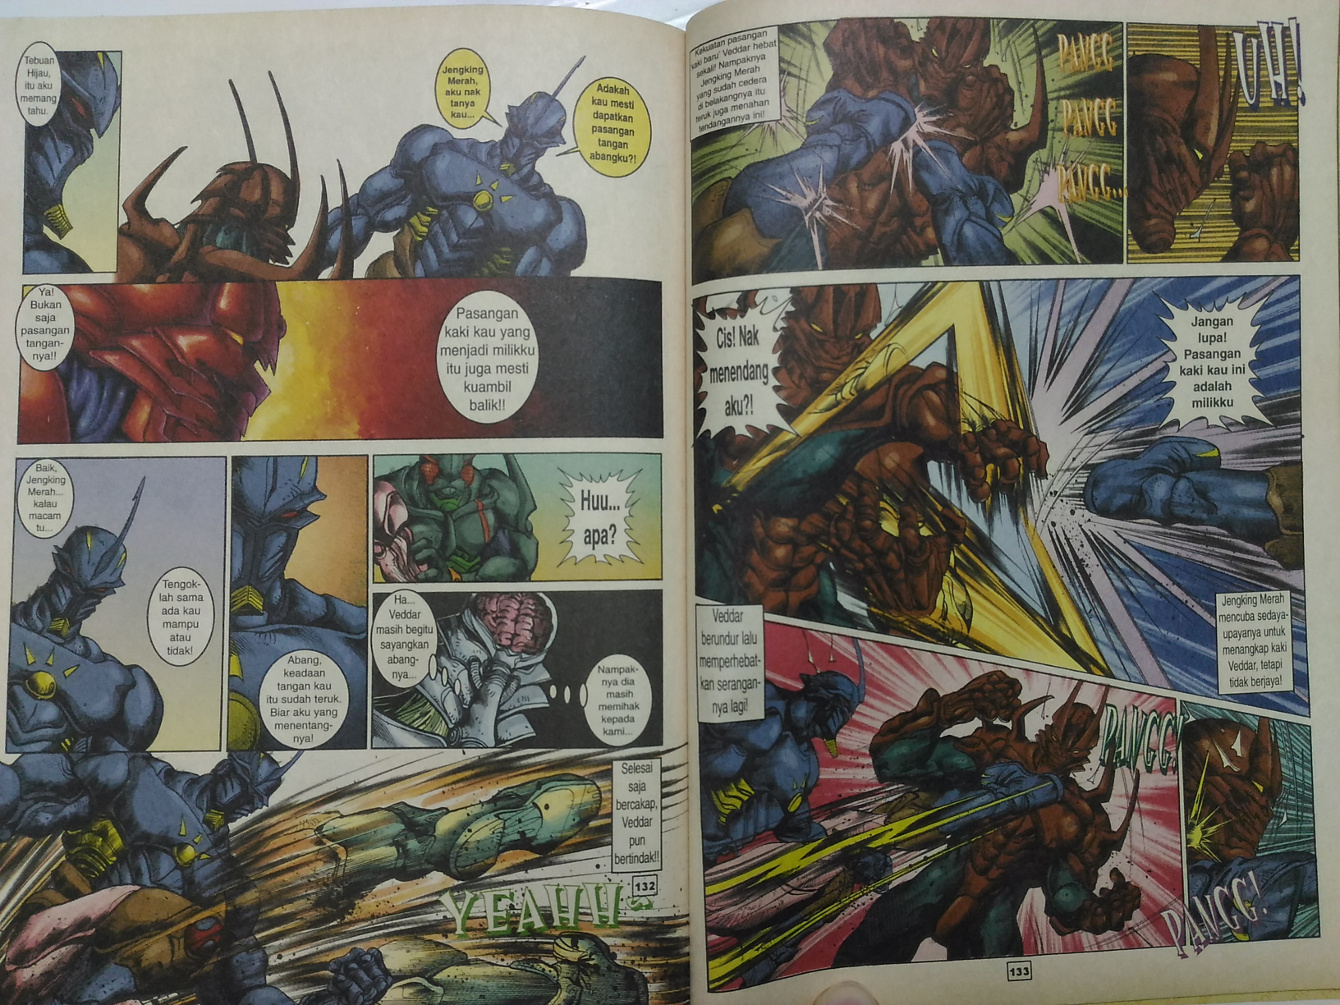 Tebuan
Hijau,
itu aku
memang
tahu.
Jengking
Merah,
aku nak
tanya
kau...
Adakah
kau mesti
dapatkan
pasangan
tangan
abangku?!
Ya!
Bukan
saja
pasangan
tangan-
nya!!
Pasangan
kaki kau yang
menjadi milikku
itu juga mesti
kuambil
balik!!
Baik,
Jengking
Merah...
kalau
macam
tu...
Tengok-
lah sama
ada kau
mampu
atau
tidak!
Abang,
keadaan
tangan kau
itu sudah teruk.
Biar aku yang
menentang-
nya!
Huu...
apa?
Ha...
Veddar
masih begitu
sayangkan
abang-
nya...
Nampak-
nya dia
masih
memihak
kepada
kami...
Selesai
saja
bercakap,
Veddar
pun
bertindak!!
YEAHH
132
Kekuatan pasangan
kaki baru' Veddar hebat
sekali! Nampaknya
Jengking Merah
yang sudah cedera
di belakangnya itu
teruk juga menahan
tendangannya ini!
PANGG
PANGG
PANGG...
UH!
Cis! Nak
menendang
aku?!
Jangan
lupa!
Pasangan
kaki kau ini
adalah
milikku
Jengking Merah
mencuba sedaya-
upayanya untuk
menangkap kaki
Veddar, tetapi
tidak berjaya!
Veddar
berundur lalu
memperhebat-
kan serangan-
nya lagi!
PANGG!
PANGG!
133